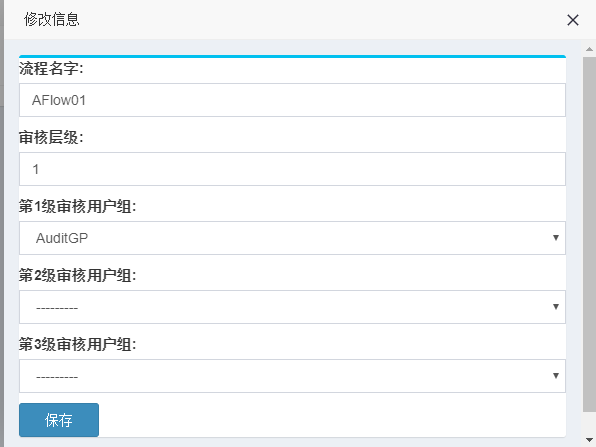 修改信息
流程名字:
AFlow01
审核层级:
1
第1级审核用户组:
AuditGP
第2级审核用户组:
---------
第3级审核用户组:
---------
保存